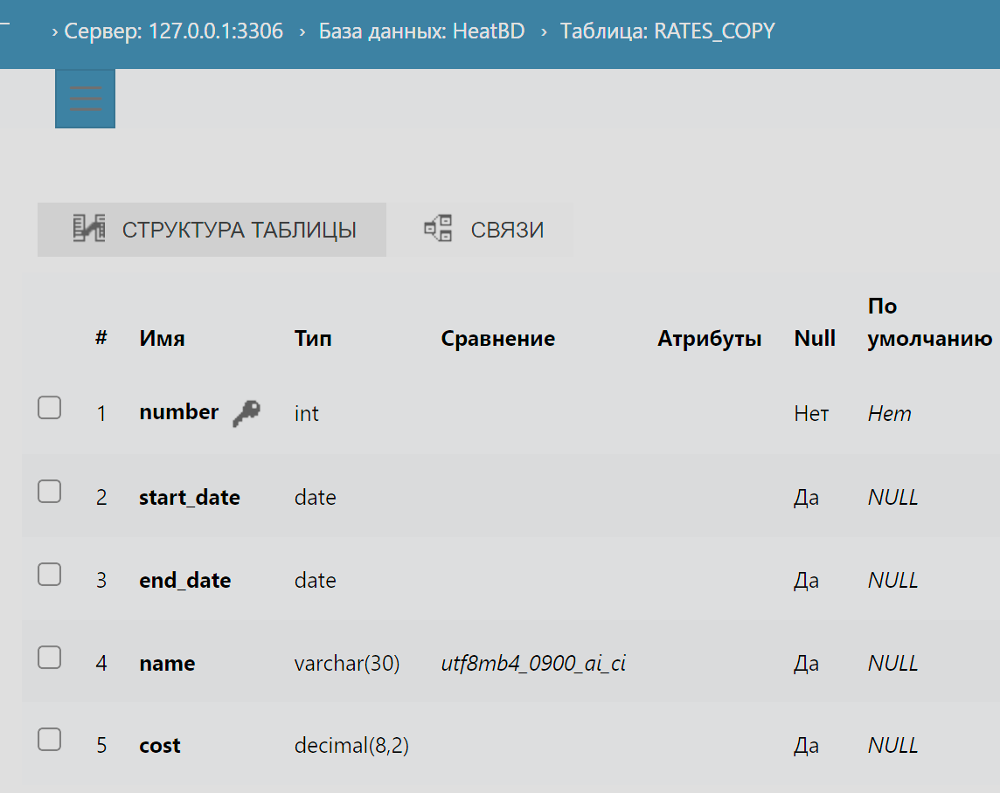 › Сервер: 127.0.0.1:3306 › База данных: HeatBD › Таблица: RATES_COPY
СТРУКТУРА ТАБЛИЦЫ СВЯЗИ
# Имя Тип Сравнение Атрибуты Null По умолчанию
1 number int Нет Нет
2 start_date date Да NULL
3 end_date date Да NULL
4 name varchar(30) utf8mb4_0900_ai_ci Да NULL
5 cost decimal(8,2) Да NULL